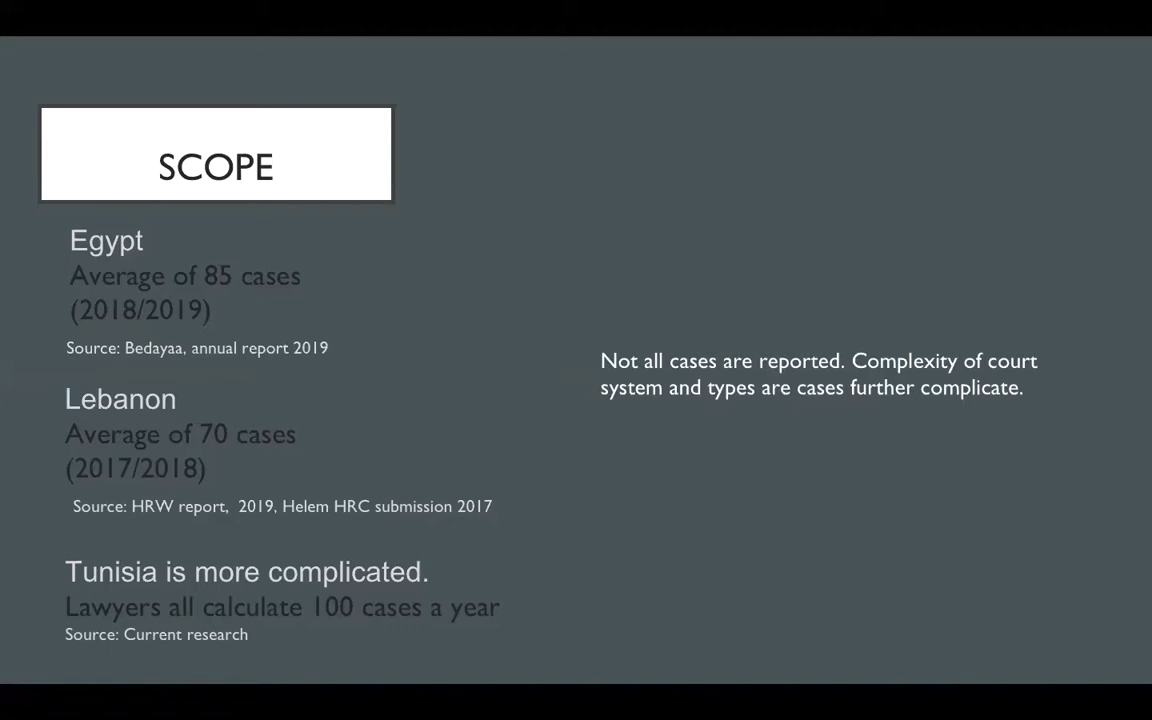 SCOPE
Egypt
Average of 85 cases
(2018/2019)
Source: Bedayaa, annual report 2019
Lebanon
Average of 70 cases
(2017/2018)
Source: HRW report,  2019, Helem HRC submission 2017
Tunisia is more complicated.
Lawyers all calculate 100 cases a year
Source: Current research
Not all cases are reported. Complexity of court
system and types are cases further complicate.